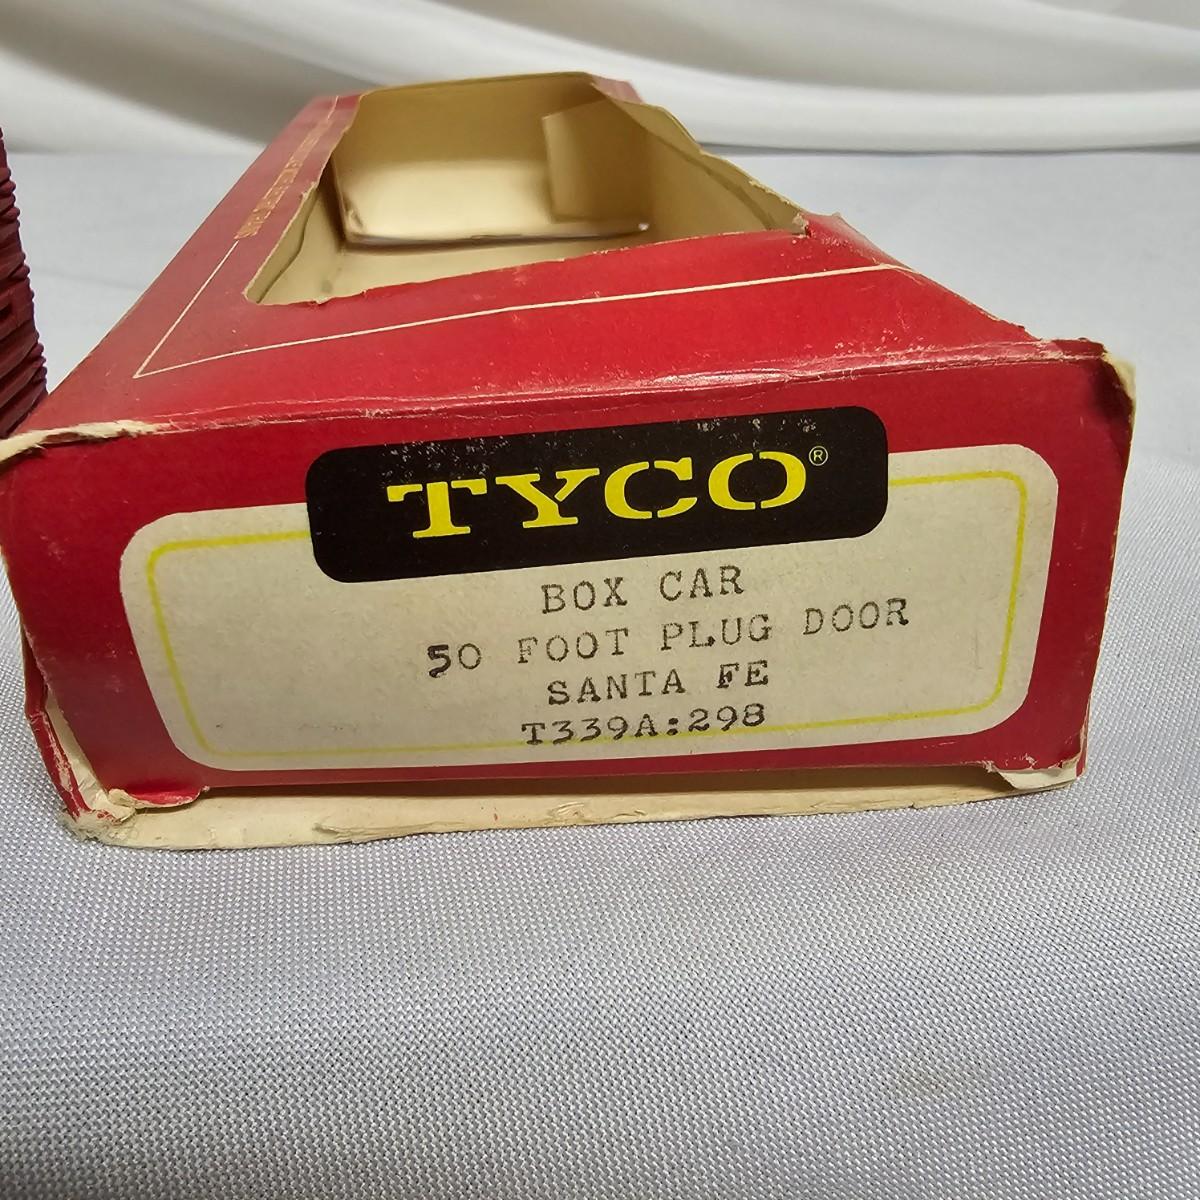 TYCO®
BOX CAR
50 FOOT PLUG DOOR
SANTA FE
T339A:298